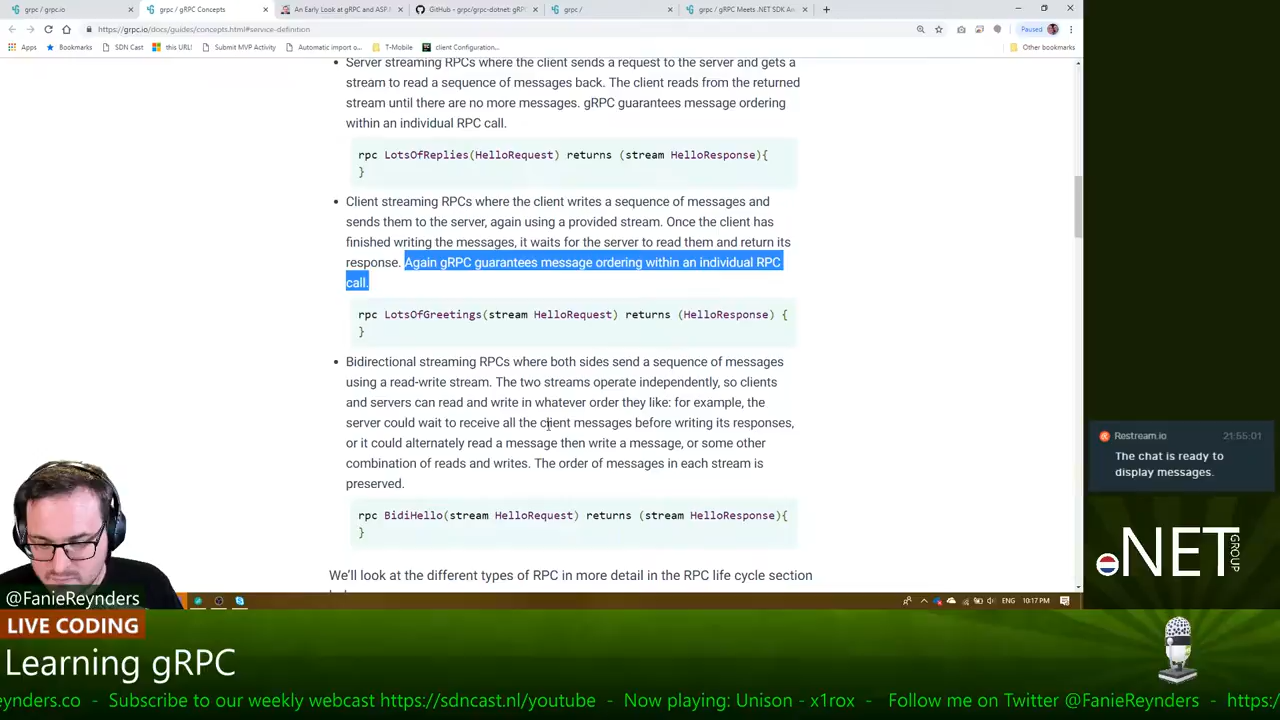 grpc / grpc.io
grpc / gRPC Concepts
An Early Look at gRPC and ASP.
GitHub - grpc/grpc-dotnet: gRPC
grpc /
grpc / gRPC Meets .NET SDK An
https://grpc.io/docs/guides/concepts.html#service-definition
Paused
Apps
Bookmarks
SDN Cast
this URL!
Submit MVP Activity
Automatic import o...
T-Mobile
client Configuration...
Other bookmarks
Server streaming RPCs where the client sends a request to the server and gets a
stream to read a sequence of messages back. The client reads from the returned
stream until there are no more messages. gRPC guarantees message ordering
within an individual RPC call.
rpc LotsOfReplies(HelloRequest) returns (stream HelloResponse){
}
Client streaming RPCs where the client writes a sequence of messages and
sends them to the server, again using a provided stream. Once the client has
finished writing the messages, it waits for the server to read them and return its
response. Again gRPC guarantees message ordering within an individual RPC
call.
rpc LotsOfGreetings(stream HelloRequest) returns (HelloResponse) {
}
Bidirectional streaming RPCs where both sides send a sequence of messages
using a read-write stream. The two streams operate independently, so clients
and servers can read and write in whatever order they like: for example, the
server could wait to receive all the client messages before writing its responses,
or it could alternately read a message then write a message, or some other
combination of reads and writes. The order of messages in each stream is
preserved.
rpc BidiHello(stream HelloRequest) returns (stream HelloResponse){
}
We'll look at the different types of RPC in more detail in the RPC life cycle section
Restream.io
21:55:01
The chat is ready to
display messages.
.NET
GROUP
@FanieReynders
ENG
10:17 PM
LIVE CODING
Learning gRPC
eynders.co - Subscribe to our weekly webcast https://sdncast.nl/youtube - Now playing: Unison - x1rox - Follow me on Twitter @FanieReynders - https:/